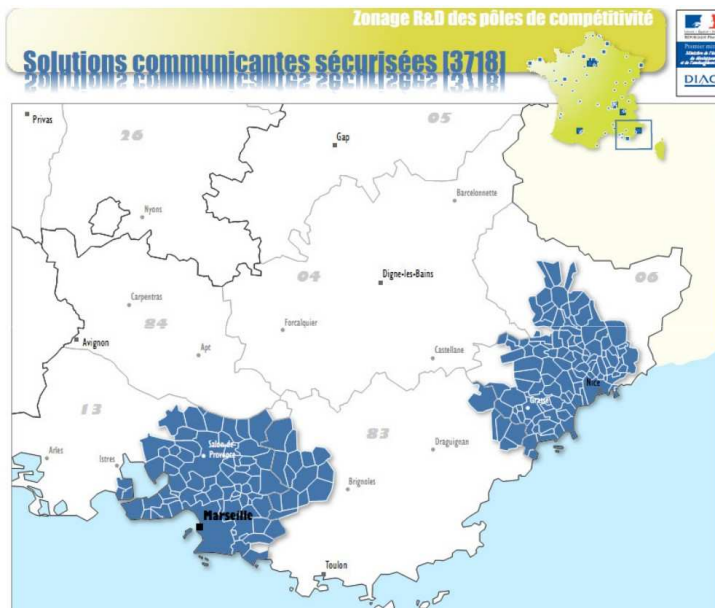 Zonage R&D des pôles de compétitivité
Solutions communicantes sécurisées [3718]
DIAC
Privas
26
05
Gap
Barcelonnette
Nyons
04
06
Digne-les-Bains
Carpentras
84
Forcalquier
Avignon
Apt
Castellane
Nice
Grasse
13
83
Arles
Istres
Salon-de-
Provence
Draguignan
Brignoles
Marseille
Toulon